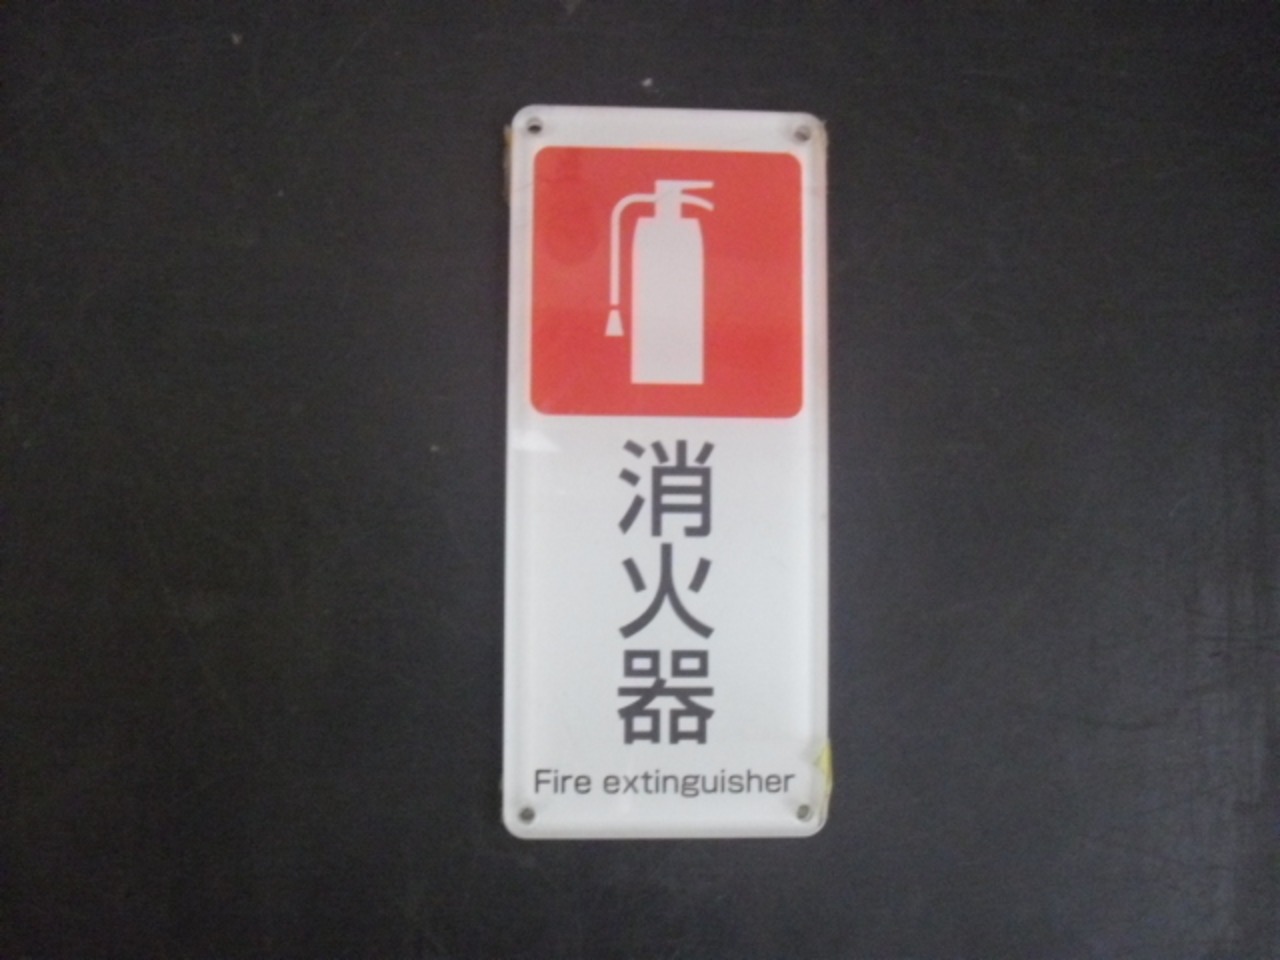 消火器
Fire extinguisher